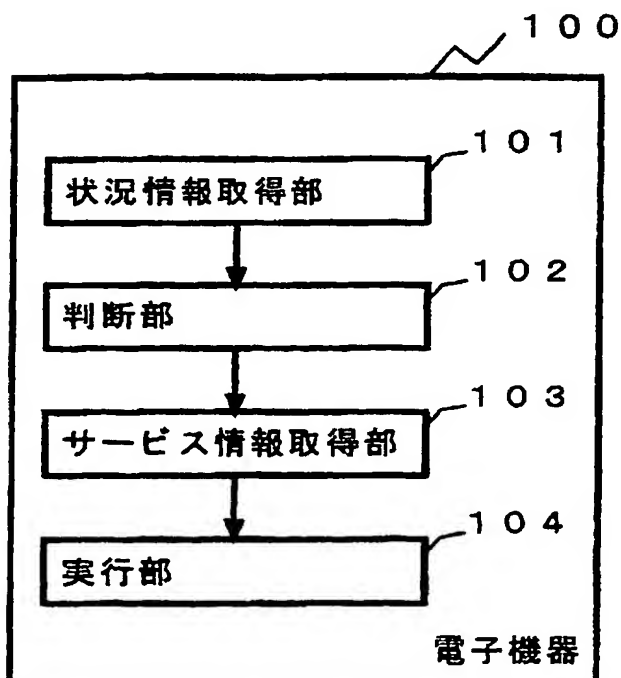 １００
１０１
状況情報取得部
１０２
判断部
１０３
サービス情報取得部
１０４
実行部
電子機器